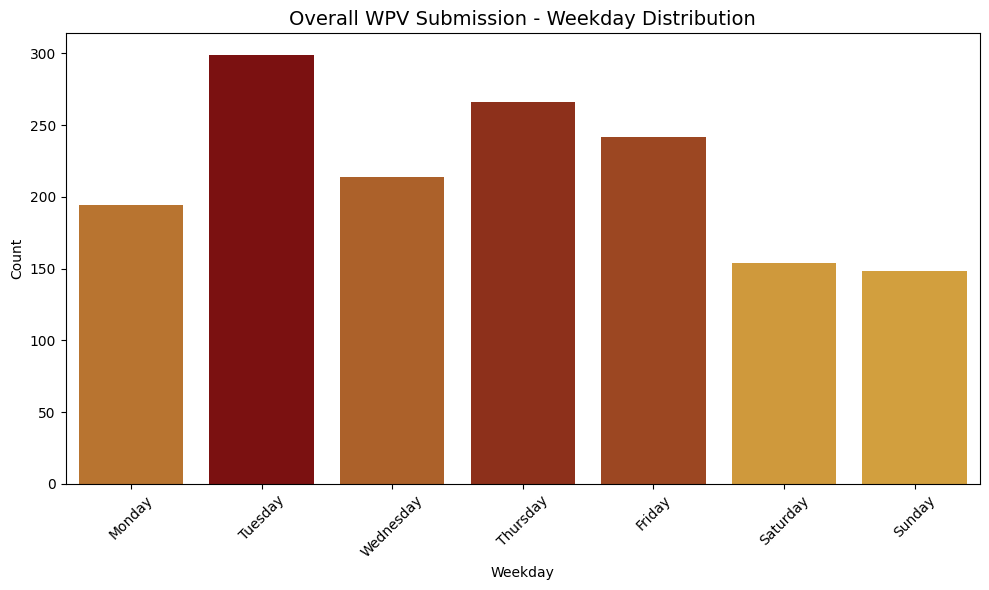 Overall WPV Submission - Weekday Distribution
300
250
200
150
100
50
0
Count
Monday
Tuesday
Wednesday
Thursday
Friday
Saturday
Sunday
Weekday